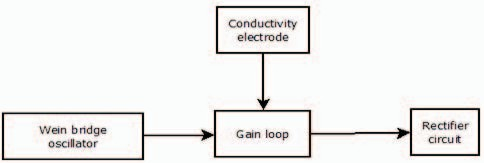 Conductivity
electrode
Wein bridge
oscillator
Gain loop
Rectifier
circuit